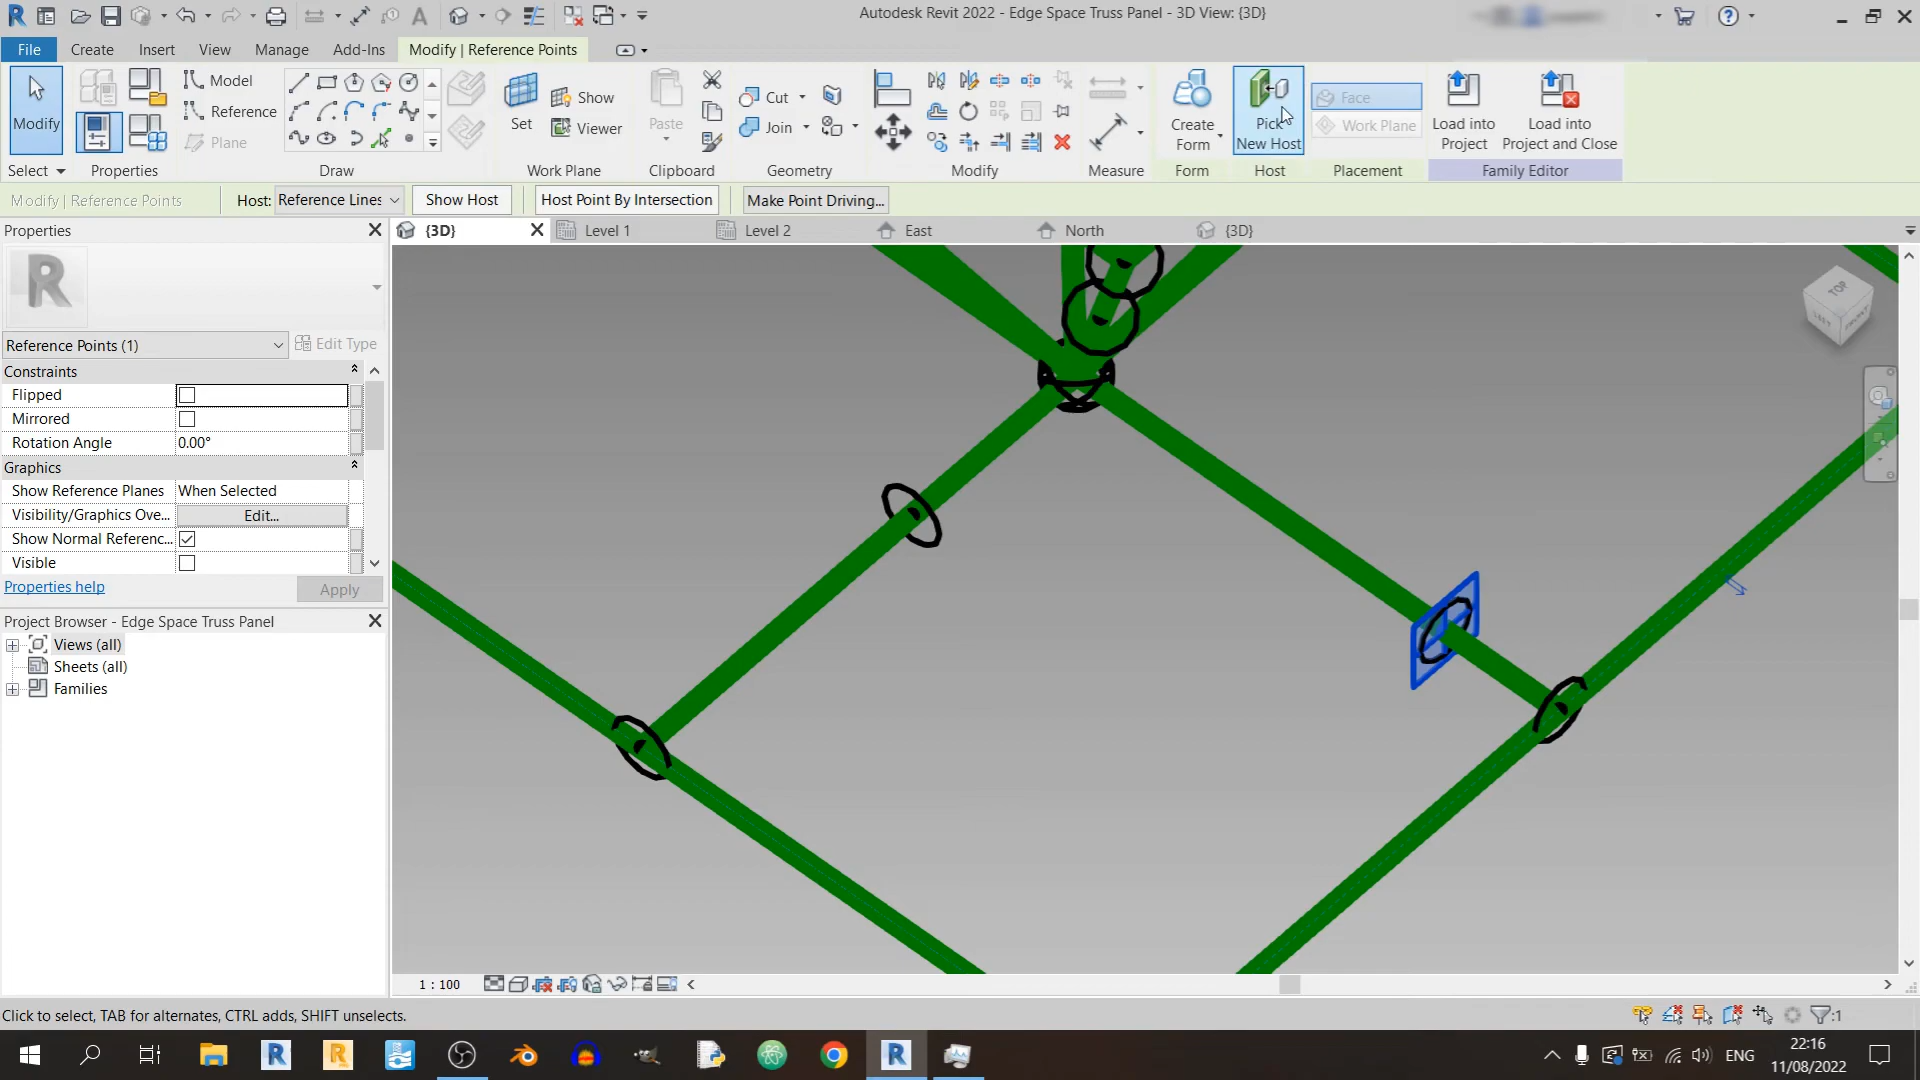 Autodesk Revit 2022 - Edge Space Truss Panel - 3D View: {3D}
File Create Insert View Manage Add-Ins Modify | Reference Points
Modify
Select
Properties
Model
Reference
Plane
Draw
Set
Show
Viewer
Work Plane
Paste
Clipboard
Cut
Join
Geometry
Modify
Measure
Create Form
Form
Pick New Host
Host
Face
Work Plane
Placement
Load into Project
Load into Project and Close
Family Editor
Modify | Reference Points Host: Reference Lines Show Host Host Point By Intersection Make Point Driving...
Properties
{3D} Level 1 Level 2 East North {3D}
R
Reference Points (1) Edit Type
Constraints
Flipped
Mirrored
Rotation Angle 0.00°
Graphics
Show Reference Planes When Selected
Visibility/Graphics Ove... Edit...
Show Normal Referenc...
Visible
Properties help Apply
Project Browser - Edge Space Truss Panel
Views (all)
Sheets (all)
Families
TOP
LEFT FRONT
1 : 100
Click to select, TAB for alternates, CTRL adds, SHIFT unselects. :1
ENG
22:16
11/08/2022